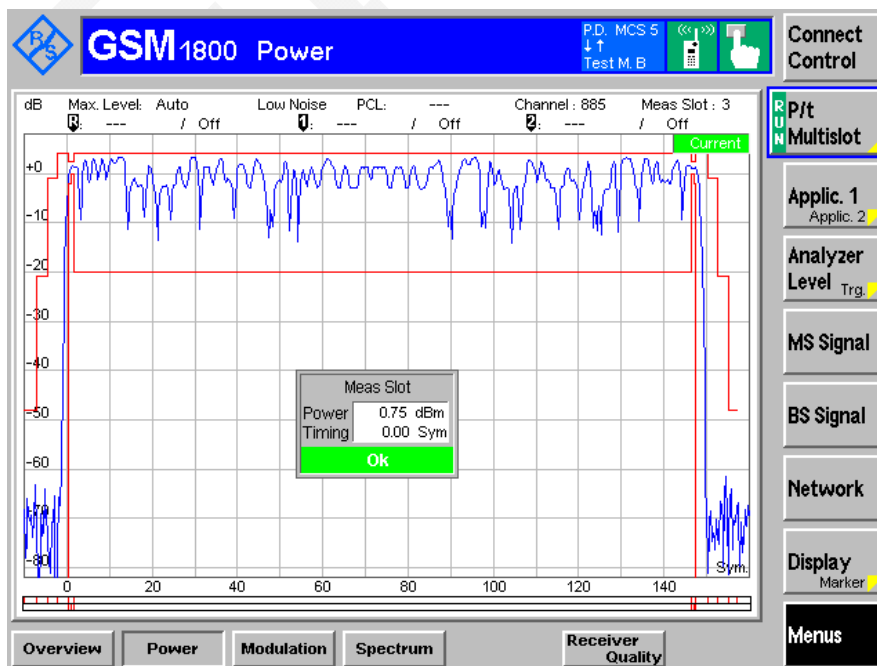 R&S
GSM 1800 Power
P.D. MCS 5
Test M. B
Connect
Control
dB Max. Level: Auto Low Noise PCL: --- Channel : 885 Meas Slot : 3
R: --- / Off 1: --- / Off 2: --- / Off
Current
RUN
P/t
Multislot
Applic. 1
Applic. 2
Analyzer
Level Trg.
MS Signal
BS Signal
Network
Display
Marker
Menus
+0
-10
-20
-30
-40
-50
-60
-70
-80
Meas Slot
Power 0.75 dBm
Timing 0.00 Sym
Ok
Sym.
0 20 40 60 80 100 120 140
Overview Power Modulation Spectrum Receiver Quality